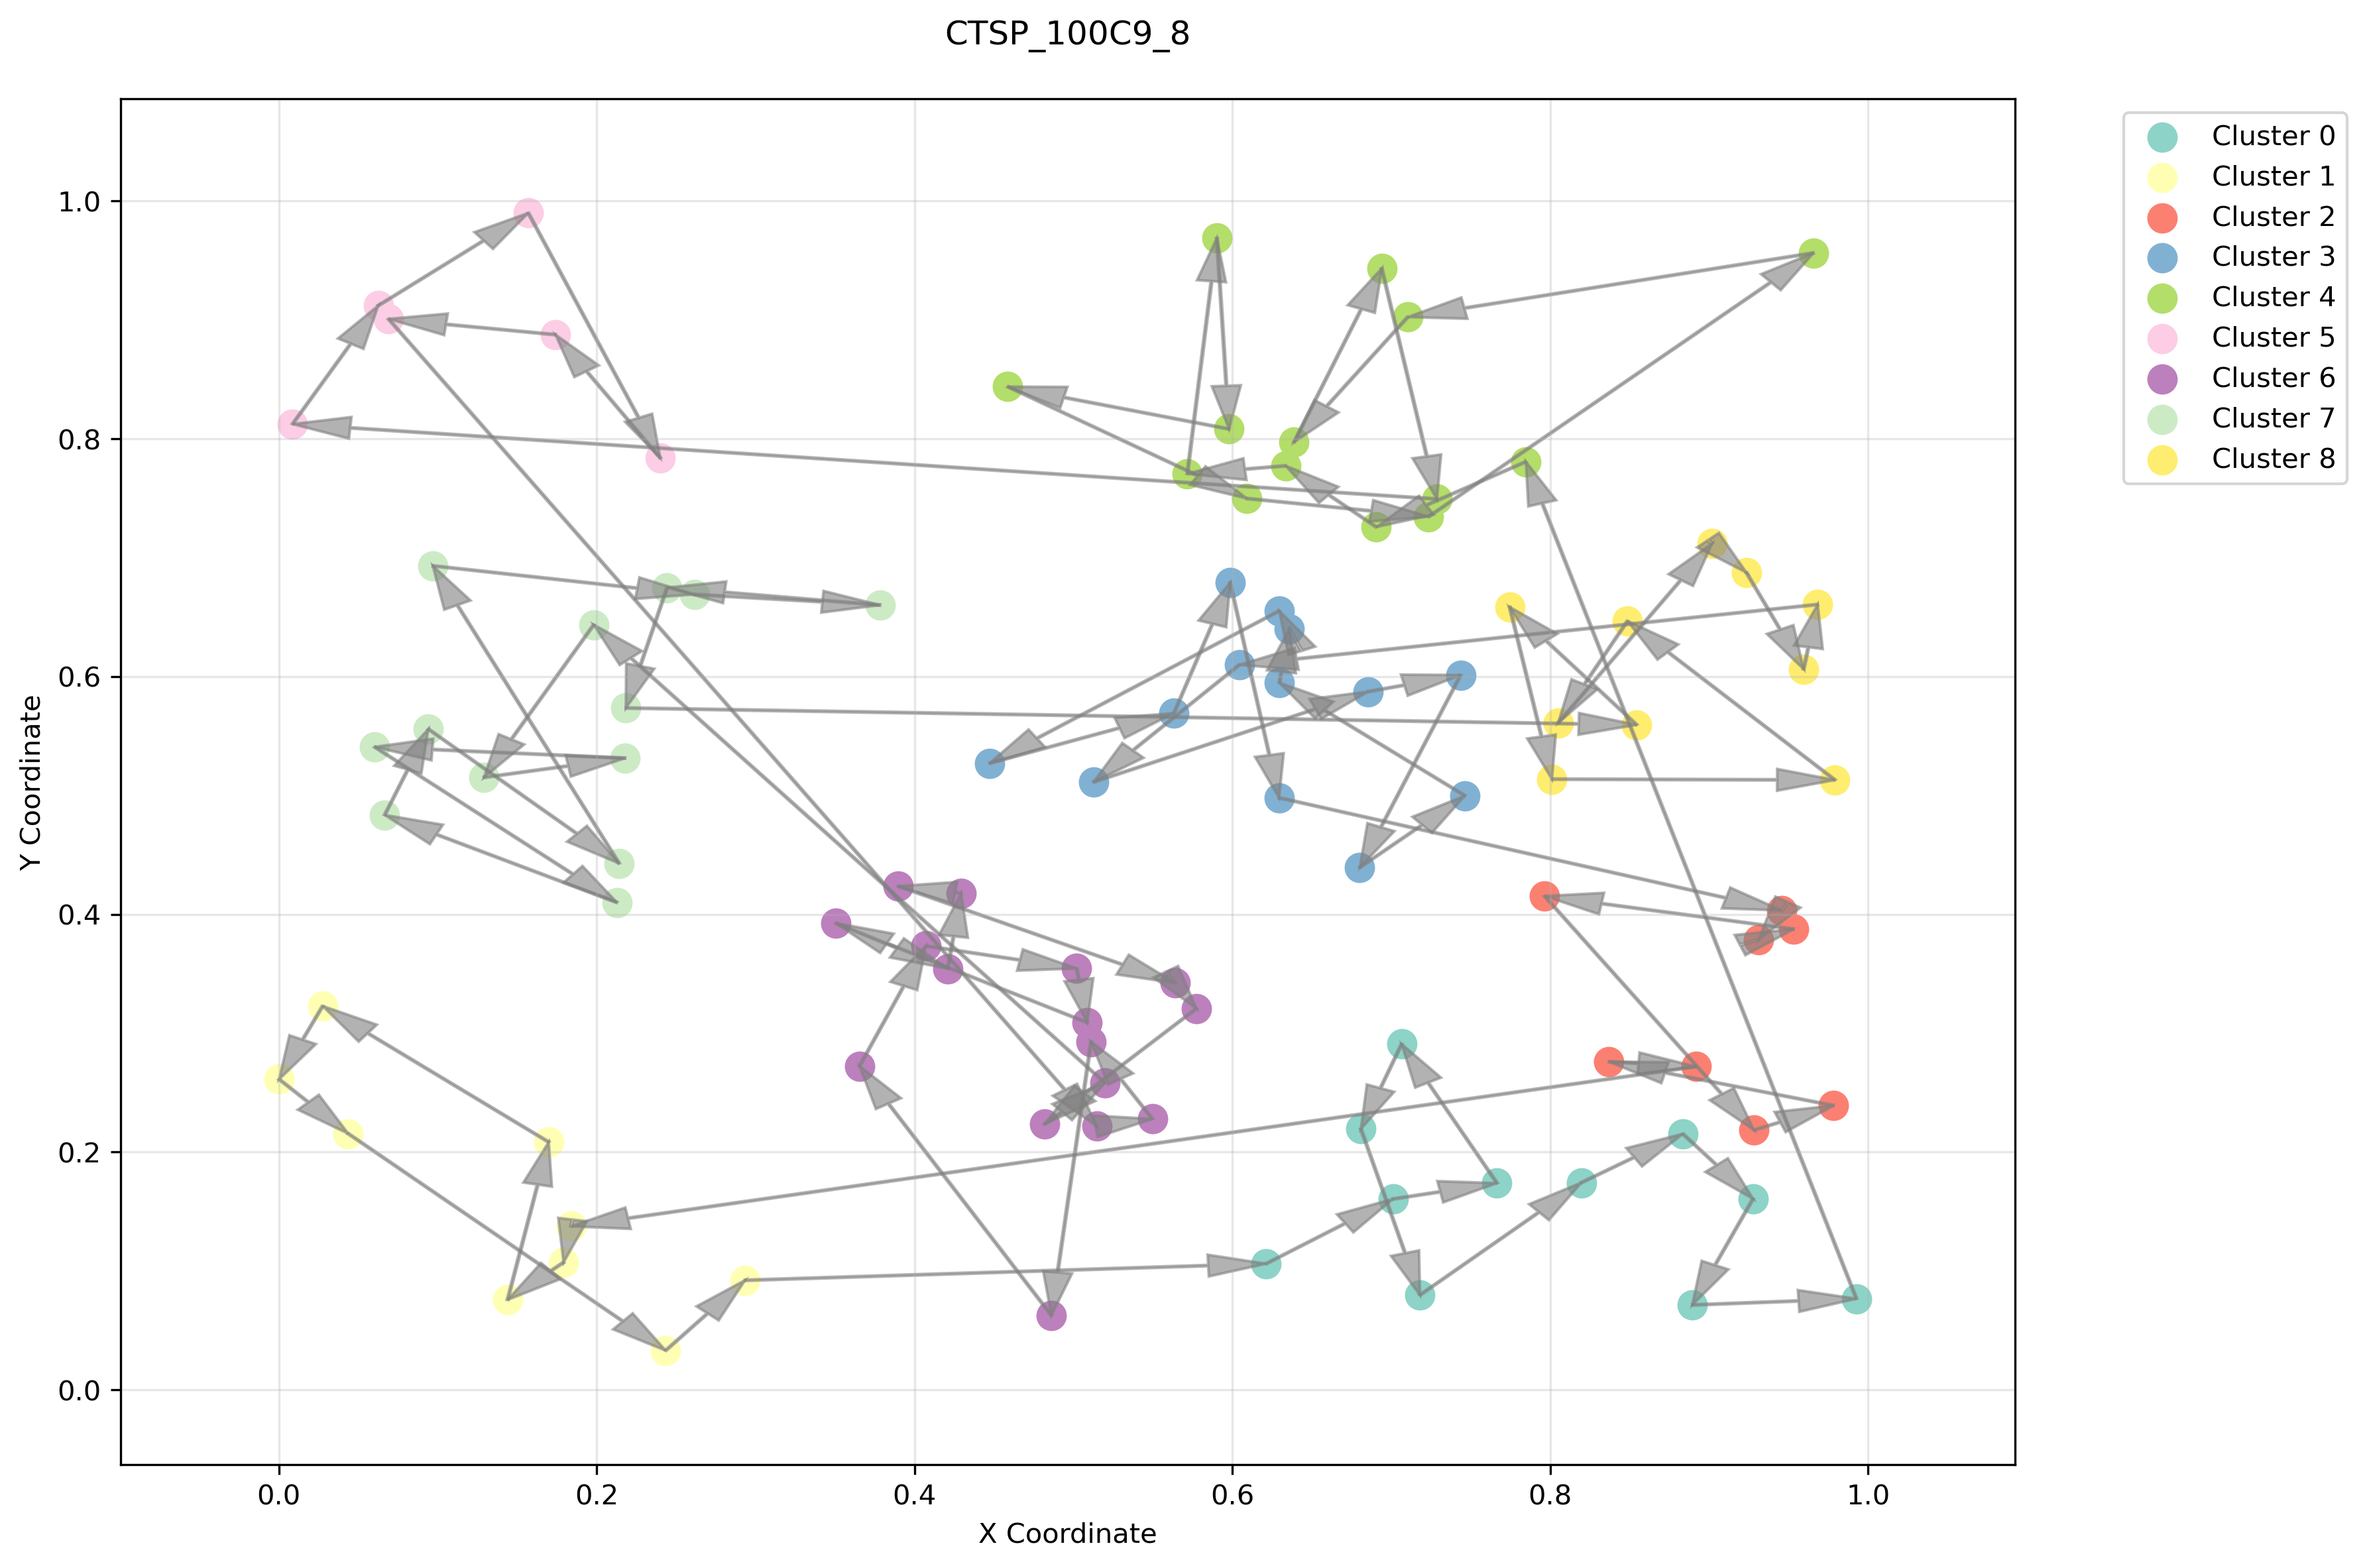 CTSP_100C9_8
Cluster 0
Cluster 1
Cluster 2
Cluster 3
Cluster 4
Cluster 5
Cluster 6
Cluster 7
Cluster 8
Y Coordinate
1.0
0.8
0.6
0.4
0.2
0.0
0.0
0.2
0.4
0.6
0.8
1.0
X Coordinate